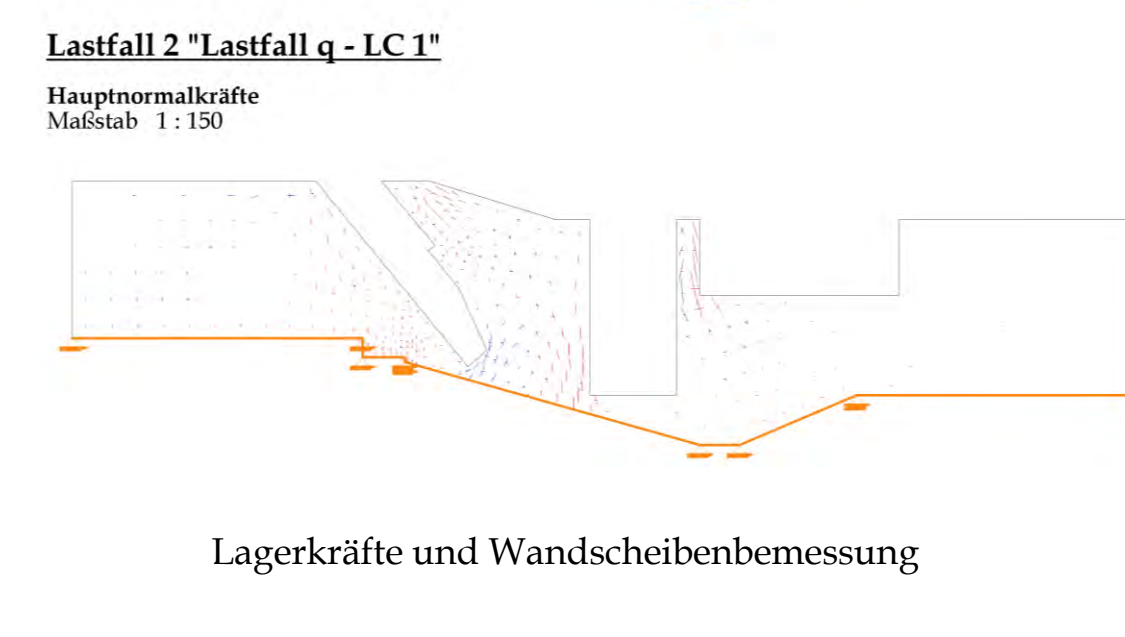 Lastfall 2 "Lastfall q - LC 1"
Hauptnormalkräfte
Maßstab 1 : 150
Lagerkräfte und Wandscheibenbemessung